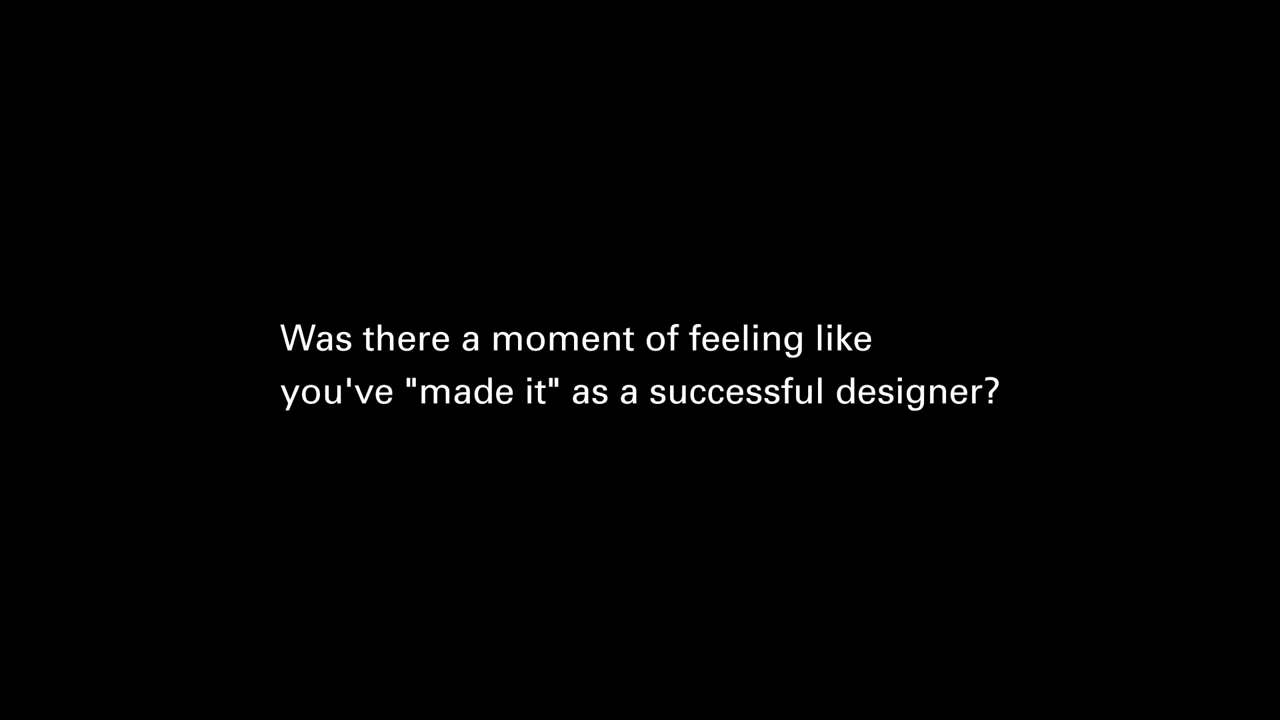 Was there a moment of feeling like
you've "made it" as a successful designer?